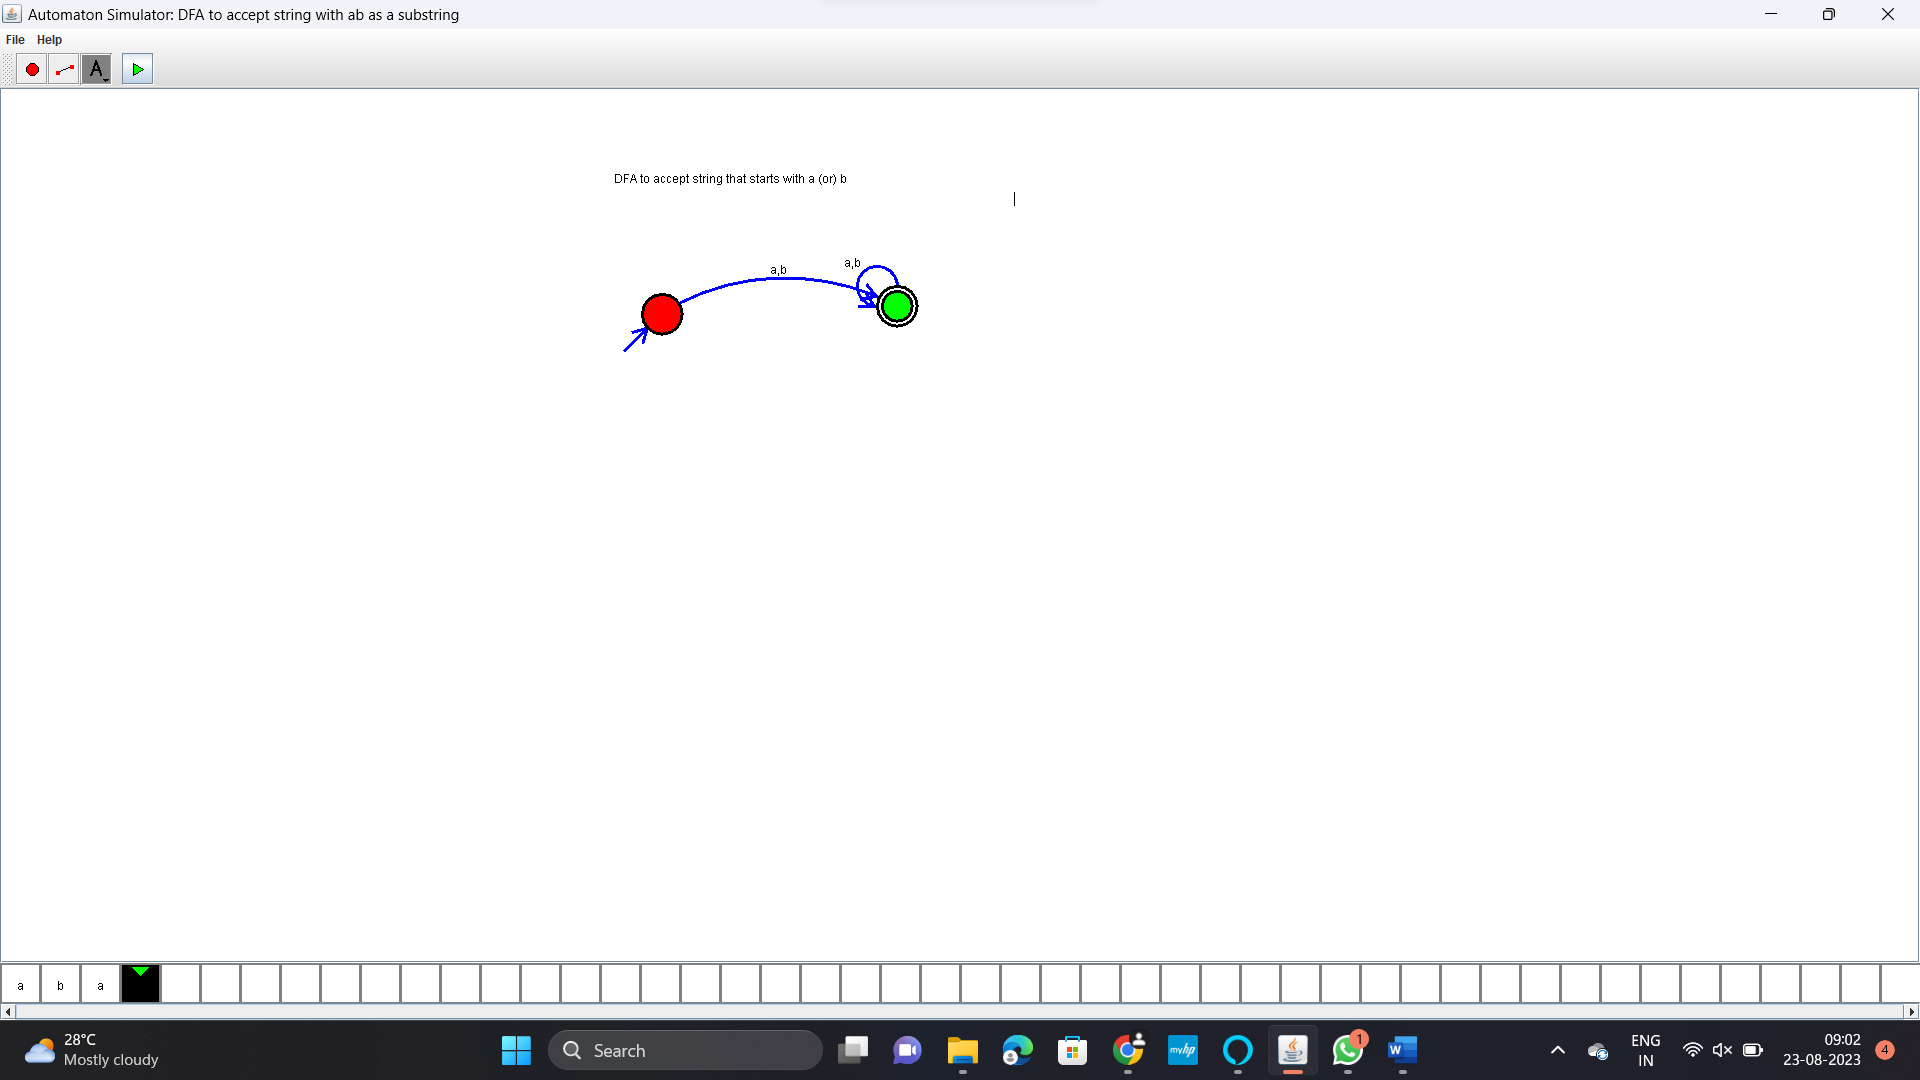 Automaton Simulator: DFA to accept string with ab as a substring
File Help
A
DFA to accept string that starts with a (or) b
a,b
a,b
a b a
28°C
Mostly cloudy
Search
myhp
1
W
ENG
IN
09:02
23-08-2023
4